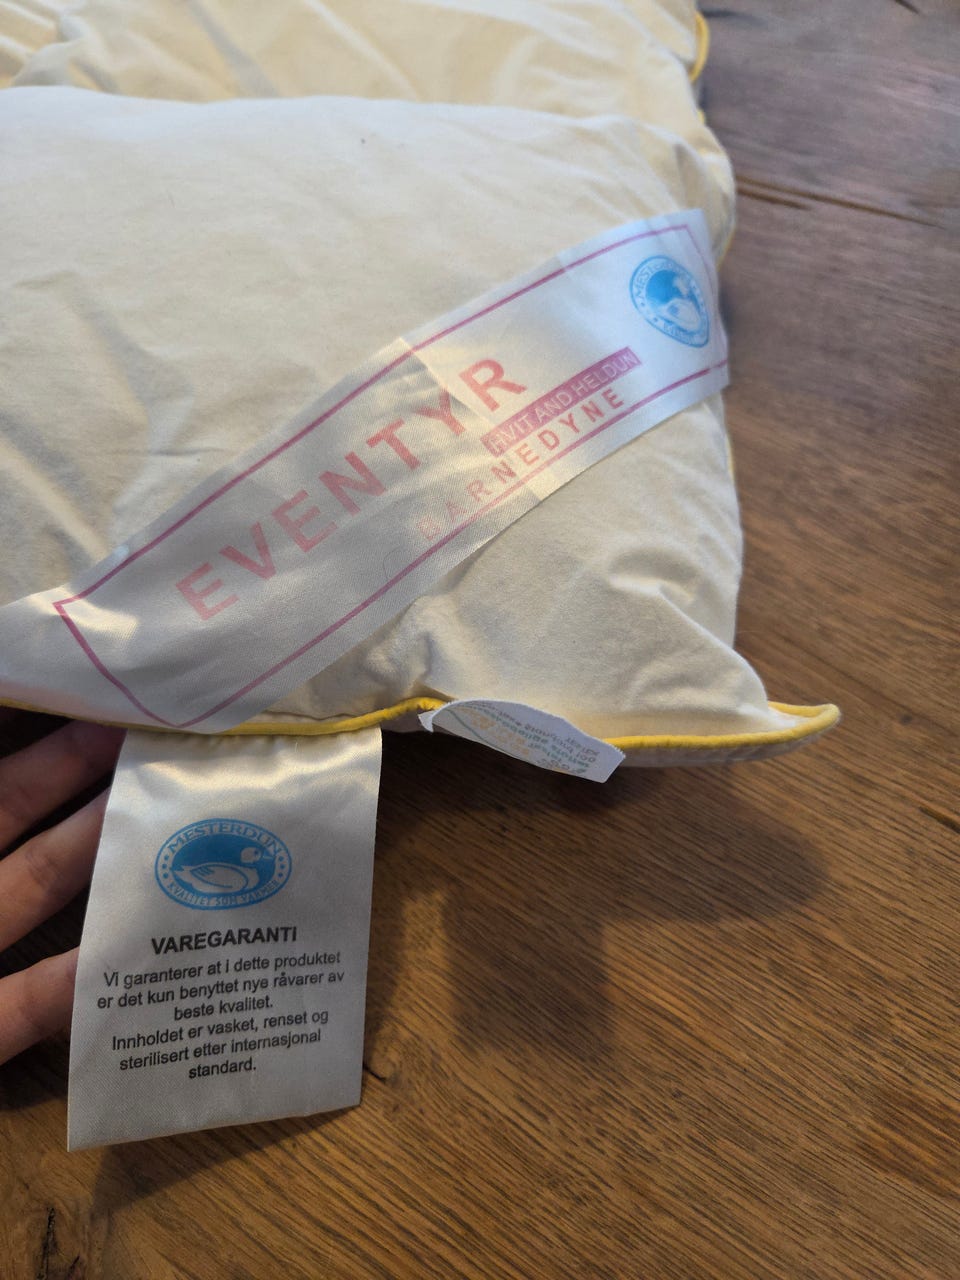 MESTERDUN
EVENTYR
HVIT AND HELDUN
BARNEDYNE
MESTERDUN
KVALITET SOM VARMER
VAREGARANTI
Vi garanterer at i dette produktet
er det kun benyttet nye råvarer av
beste kvalitet.
Innholdet er vasket, renset og
sterilisert etter internasjonal
standard.